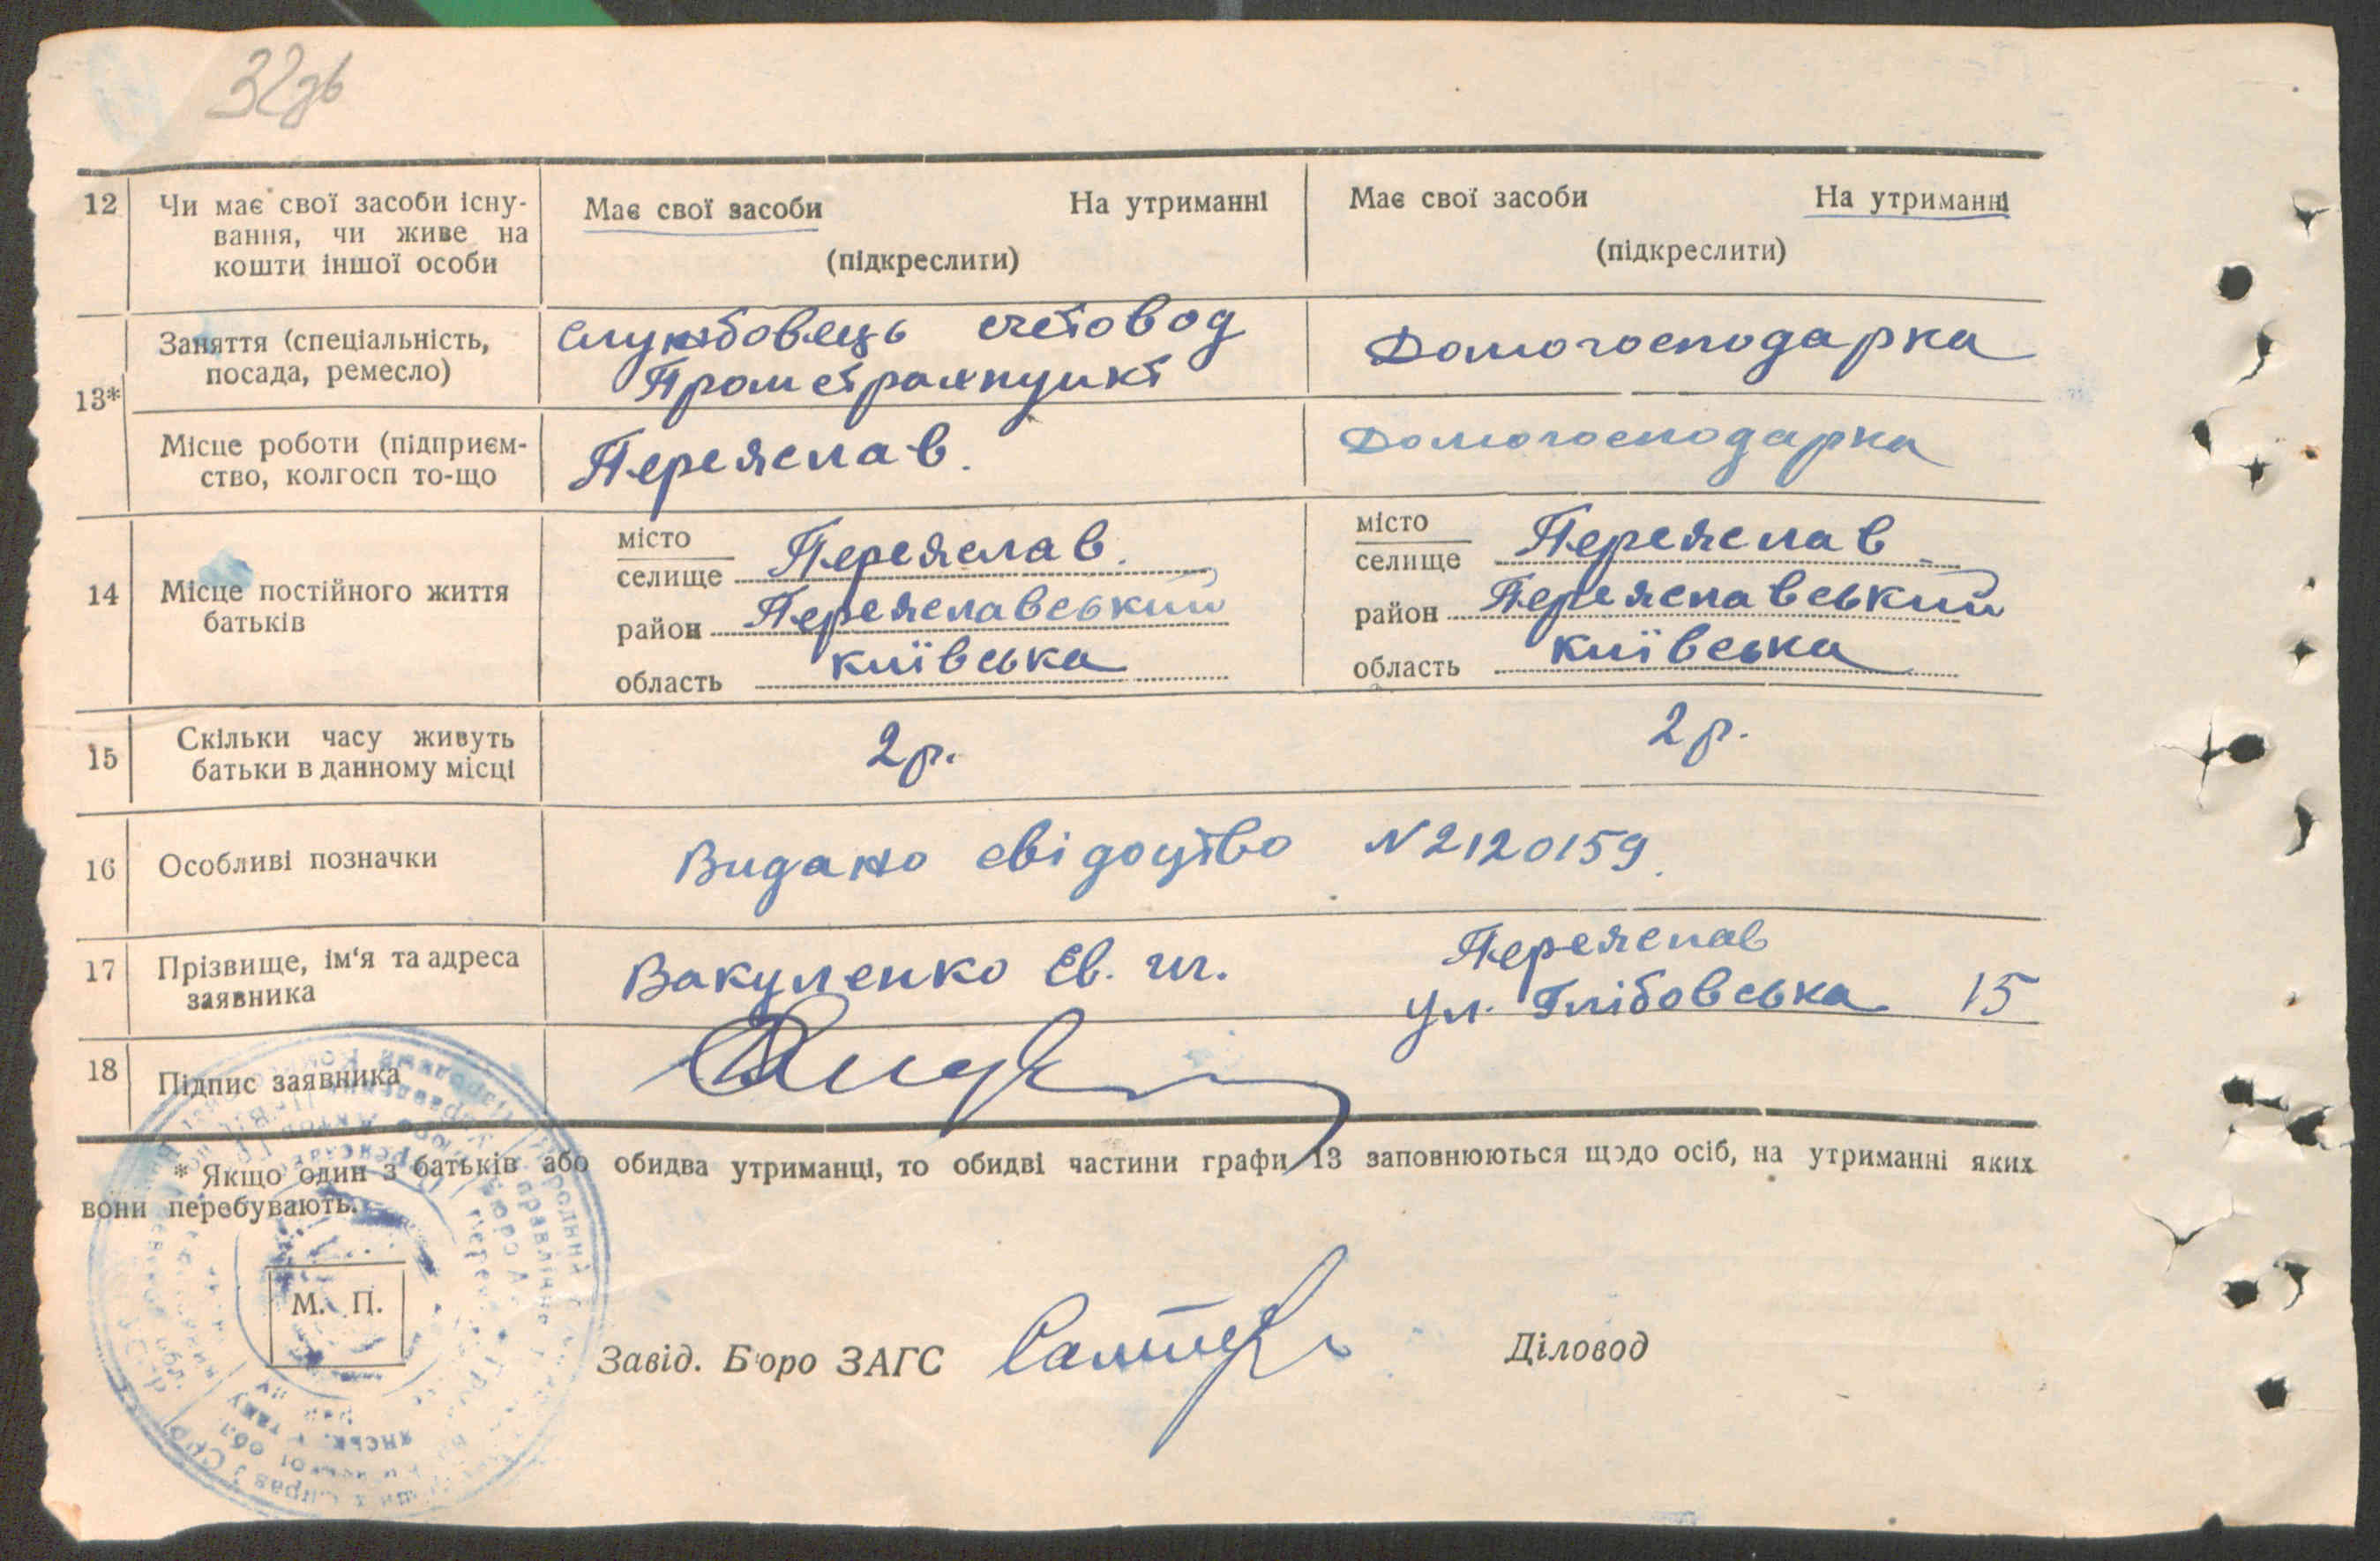 32зв
12 Чи має свої засоби існу-
вання, чи живе на
кошти іншої особи
Має свої засоби На утриманні
(підкреслити)
Має свої засоби На утриманні
(підкреслити)
13*
Заняття (спеціальність,
посада, ремесло)
Службовець счетовод
Промстрахпункт
Домогосподарка
Місце роботи (підприєм-
ство, колгосп то-що
Переяслав.
Домогосподарка
14 Місце постійного життя
батьків
місто
селище Переяслав.
район Переяславський
область київська
місто
селище Переяслав
район Переяславський
область київська
15 Скільки часу живуть
батьки в данному місці
2р. 2р.
16 Особливі позначки
Видано свідоцтво N2120159.
17 Прізвище, ім'я та адреса
заявника
Вакуленко Єв. М.
Переяслав
ул. Глібовська 15
18 Підпис заявника
* Якщо один з батьків або обидва утриманці, то обидві частини графи 13 заповнюються щодо осіб, на утриманні яких
вони перебувають.
М. П.
Завід. Бюро ЗАГС
Діловод